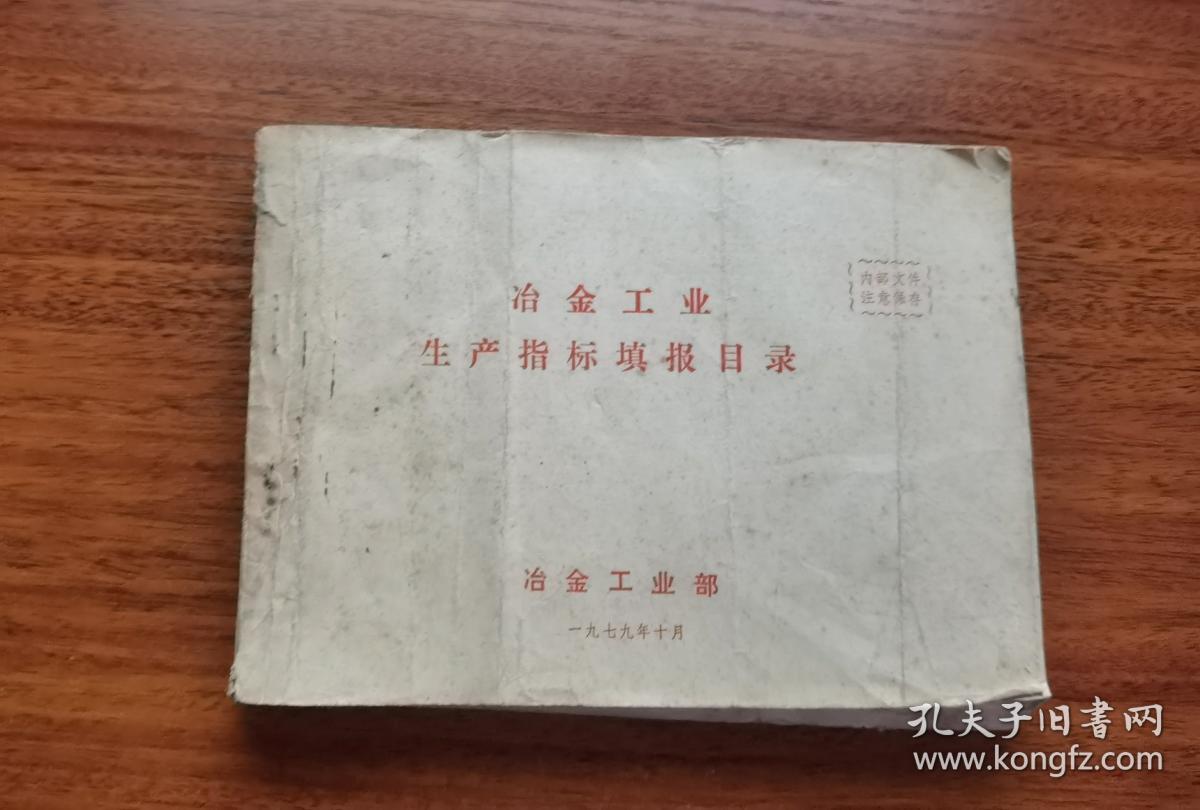 内部文件
注意保存
冶金工业
生产指标填报目录
冶金工业部
一九七九年十月
孔夫子旧書网
www.kongfz.com